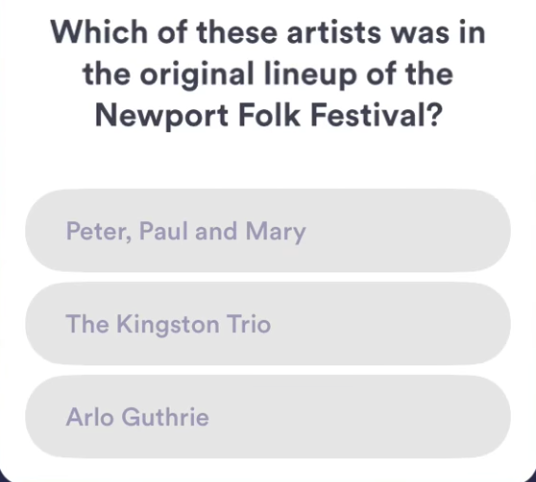 Which of these artists was in
the original lineup of the
Newport Folk Festival?
Peter, Paul and Mary
The Kingston Trio
Arlo Guthrie